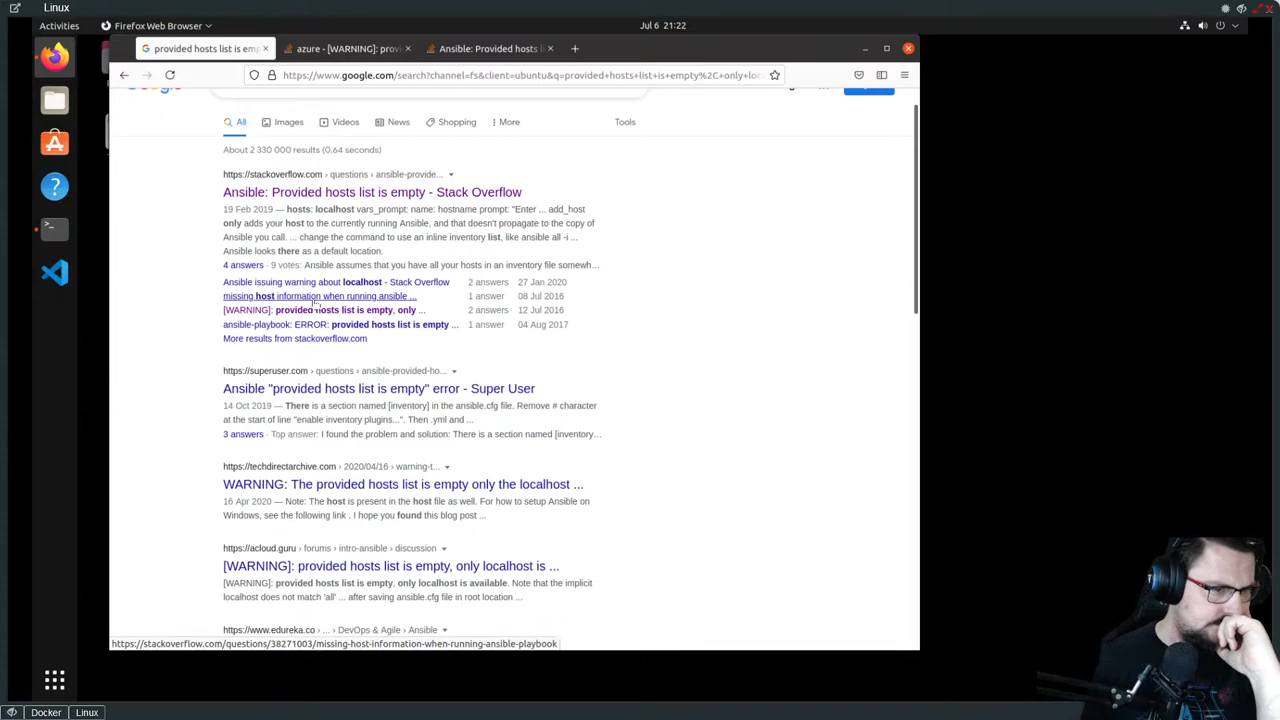 Linux
Activities
Firefox Web Browser
Jul 6 21:22
provided hosts list is emp
azure - [WARNING]: prov
Ansible: Provided hosts l
https://www.google.com/search?channel=fs&client=ubuntu&q=provided+hosts+list+is+empty%2C+only+loc
All
Images
Videos
News
Shopping
More
Tools
About 2 330 000 results (0,64 seconds)
https://stackoverflow.com › questions › ansible-provide...
Ansible: Provided hosts list is empty - Stack Overflow
19 Feb 2019 — hosts: localhost vars_prompt: name: hostname prompt: "Enter ... add_host
only adds your host to the currently running Ansible, and that doesn't propagate to the copy of
Ansible you call. ... change the command to use an inline inventory list, like ansible all -i ...
Ansible looks there as a default location.
4 answers · 9 votes: Ansible assumes that you have all your hosts in an inventory file somewh...
Ansible issuing warning about localhost - Stack Overflow 2 answers 27 Jan 2020
missing host information when running ansible ... 1 answer 08 Jul 2016
[WARNING]: provided hosts list is empty, only ... 2 answers 12 Jul 2016
ansible-playbook: ERROR: provided hosts list is empty ... 1 answer 04 Aug 2017
More results from stackoverflow.com
https://superuser.com › questions › ansible-provided-ho...
Ansible "provided hosts list is empty" error - Super User
14 Oct 2019 — There is a section named [inventory] in the ansible.cfg file. Remove # character
at the start of line "enable inventory plugins...". Then .yml and ...
3 answers · Top answer: I found the problem and solution: There is a section named [inventory...
https://techdirectarchive.com › 2020/04/16 › warning-t...
WARNING: The provided hosts list is empty only the localhost ...
16 Apr 2020 — Note: The host is present in the host file as well. For how to setup Ansible on
Windows, see the following link . I hope you found this blog post ...
https://acloud.guru › forums › intro-ansible › discussion
[WARNING]: provided hosts list is empty, only localhost is ...
[WARNING]: provided hosts list is empty, only localhost is available. Note that the implicit
localhost does not match 'all' ... after saving ansible.cfg file in root location ...
https://www.edureka.co › ... › DevOps & Agile › Ansible
https://stackoverflow.com/questions/38271003/missing-host-information-when-running-ansible-playbook
Docker
Linux